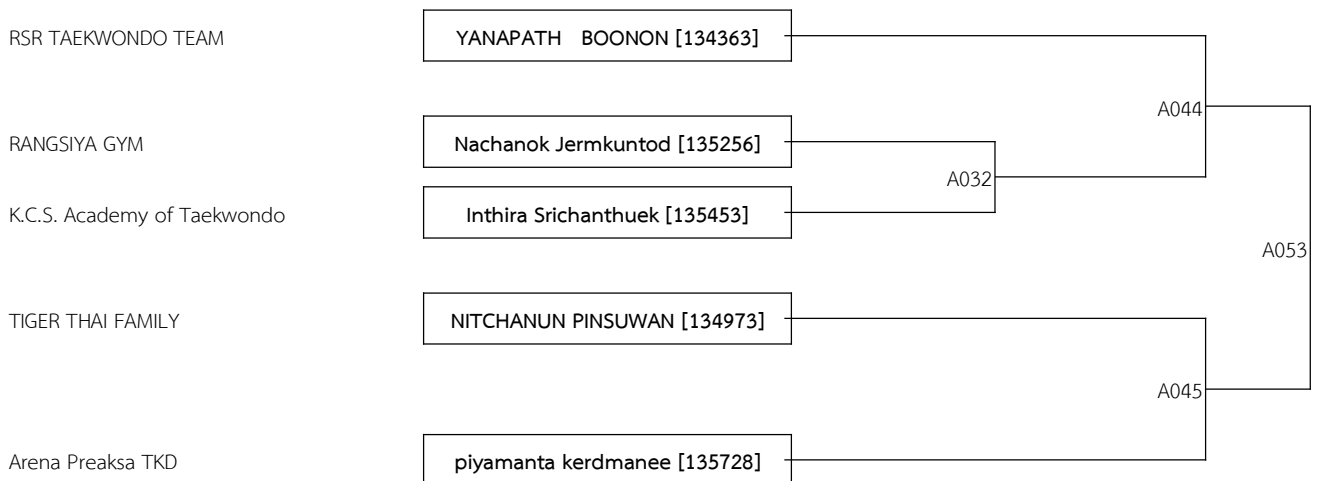 RSR TAEKWONDO TEAM YANAPATH BOONON [134363]
A044
RANGSIYA GYM Nachanok Jermkuntod [135256]
A032
K.C.S. Academy of Taekwondo Inthira Srichanthuek [135453]
A053
TIGER THAI FAMILY NITCHANUN PINSUWAN [134973]
A045
Arena Preaksa TKD piyamanta kerdmanee [135728]